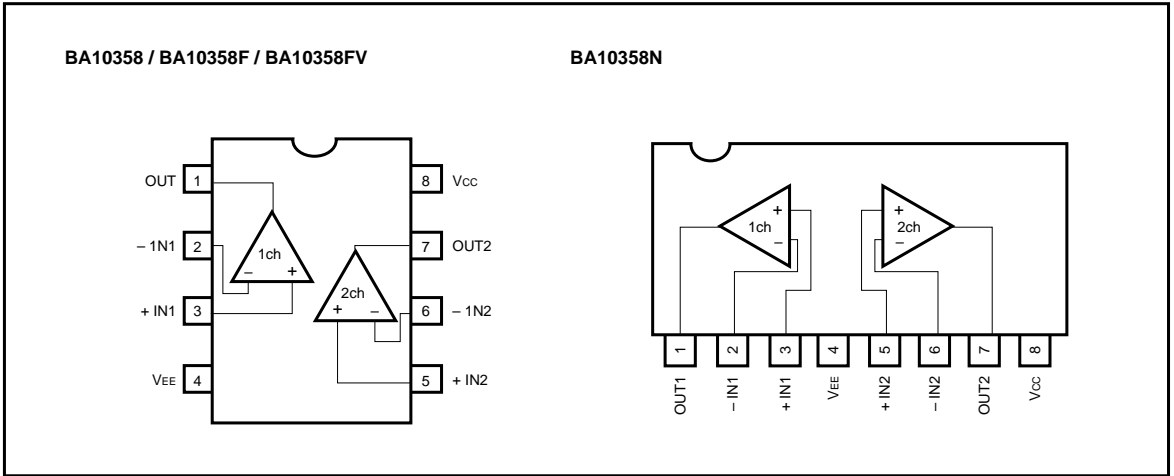 BA10358 / BA10358F / BA10358FV
OUT 1
8 Vcc
– 1N1 2
1ch
– +
7 OUT2
+ IN1 3
2ch
+ –
6 – 1N2
VEE 4
5 + IN2
BA10358N
1ch
+
–
2ch
+
–
1 2 3 4 5 6 7 8
OUT1
– IN1
+ IN1
VEE
+ IN2
– IN2
OUT2
Vcc